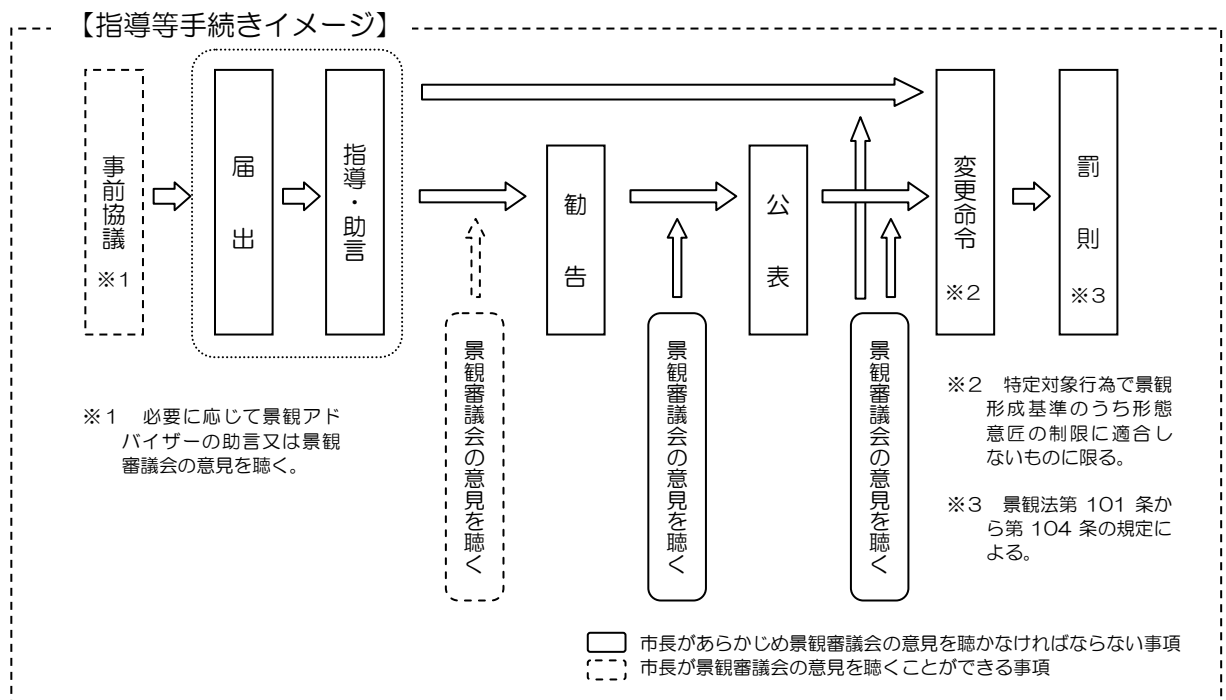 【指導等手続きイメージ】
事前協議
※1
届出
指導・助言
勧告
公表
変更命令
※2
罰則
※3
景観審議会の意見を聴く
景観審議会の意見を聴く
景観審議会の意見を聴く
※1 必要に応じて景観アド
バイザーの助言又は景観
審議会の意見を聴く。
※2 特定対象行為で景観
形成基準のうち形態
意匠の制限に適合し
ないものに限る。
※3 景観法第 101 条か
ら第 104 条の規定に
よる。
市長があらかじめ景観審議会の意見を聴かなければならない事項
市長が景観審議会の意見を聴くことができる事項